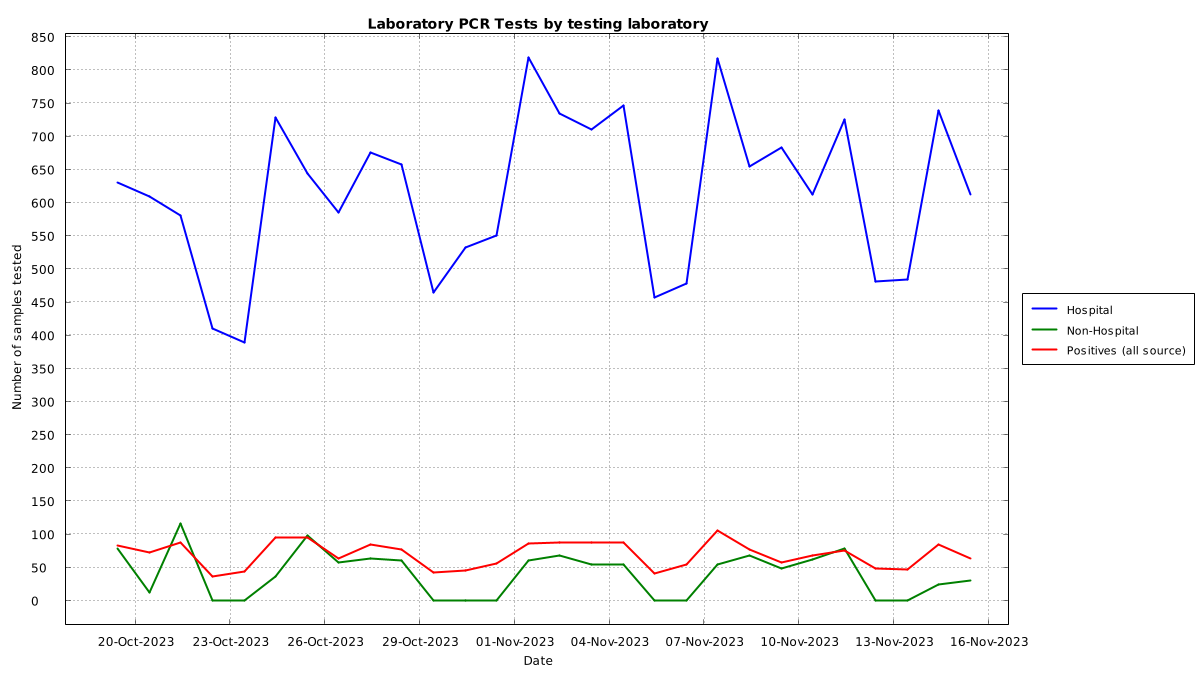 Laboratory PCR Tests by testing laboratory
850
800
750
700
650
600
550
500
450
400
350
300
250
200
150
100
50
0
Number of samples tested
20-Oct-2023 23-Oct-2023 26-Oct-2023 29-Oct-2023 01-Nov-2023 04-Nov-2023 07-Nov-2023 10-Nov-2023 13-Nov-2023 16-Nov-2023
Date
Hospital
Non-Hospital
Positives (all source)